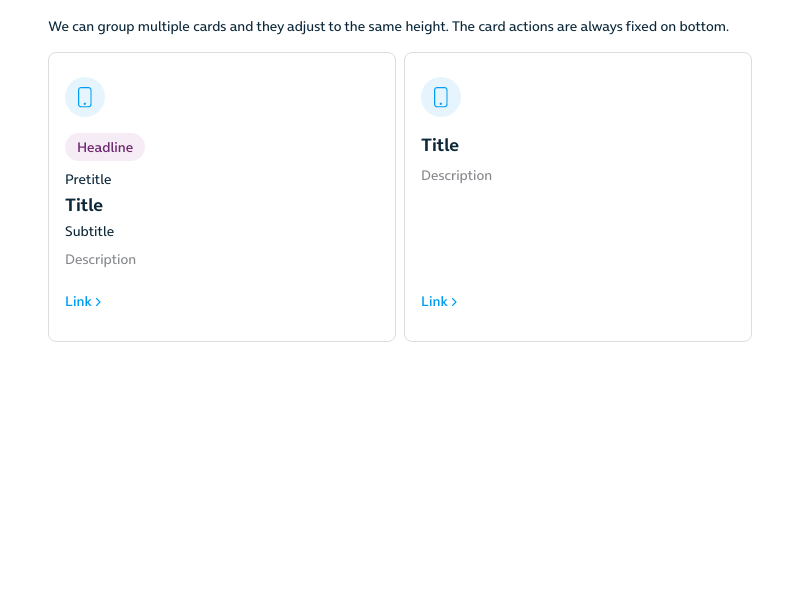 We can group multiple cards and they adjust to the same height. The card actions are always fixed on bottom.
Headline
Pretitle
Title
Subtitle
Description
Link
Title
Description
Link